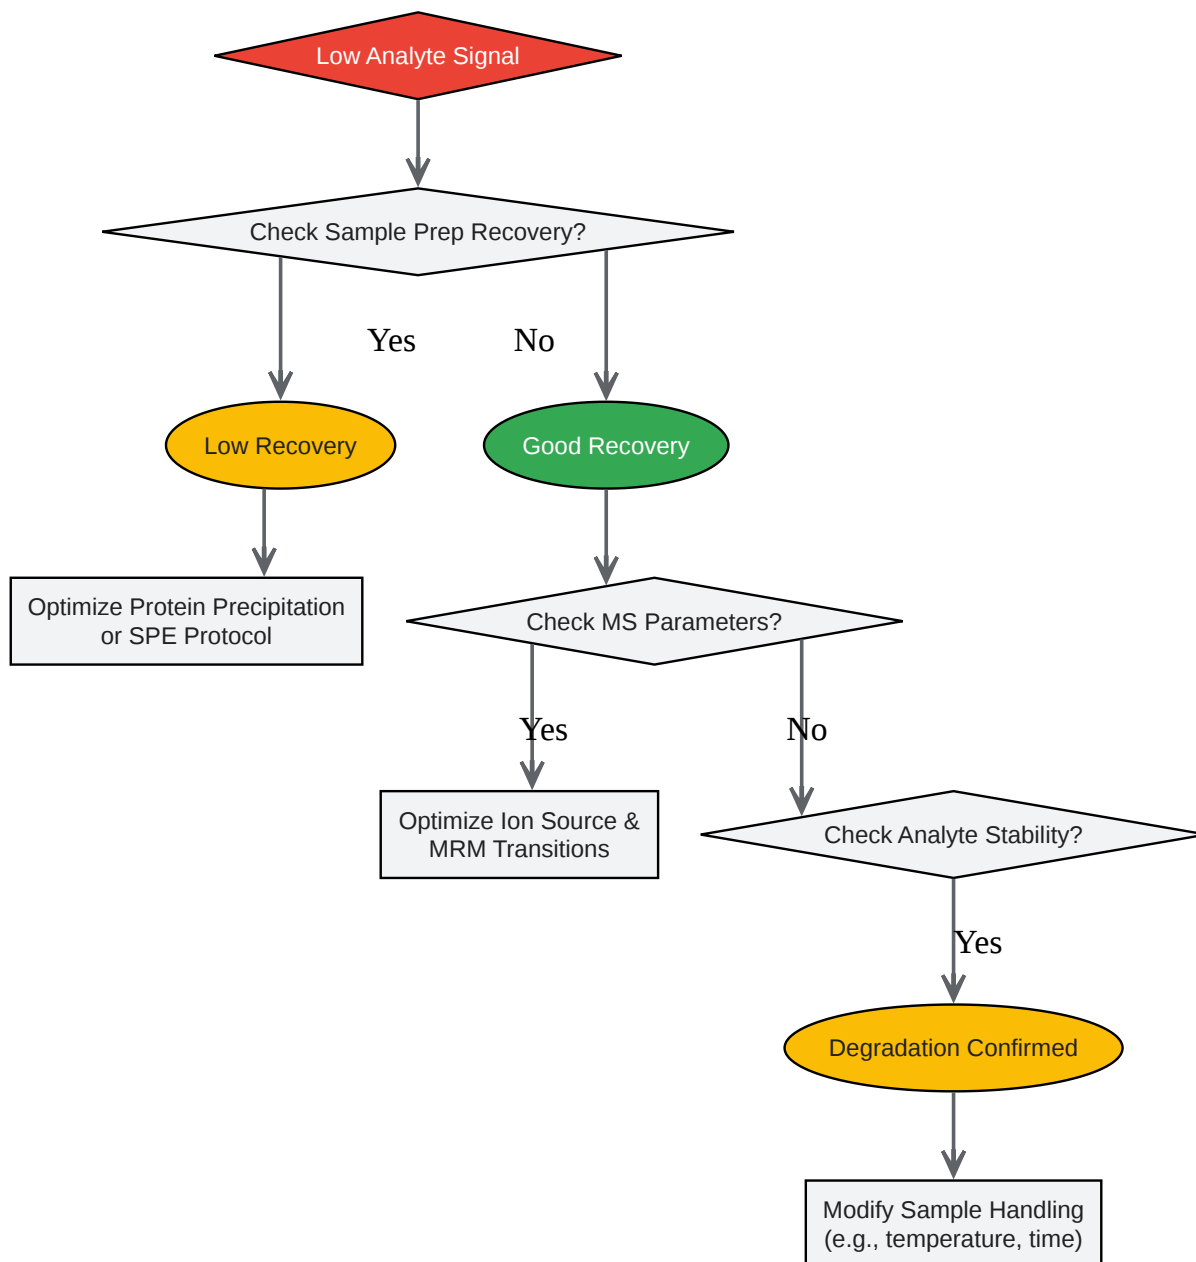 Low Analyte Signal
Check Sample Prep Recovery?
Yes
No
Low Recovery
Good Recovery
Optimize Protein Precipitation
or SPE Protocol
Check MS Parameters?
Yes
No
Optimize Ion Source &
MRM Transitions
Check Analyte Stability?
Yes
Degradation Confirmed
Modify Sample Handling
(e.g., temperature, time)